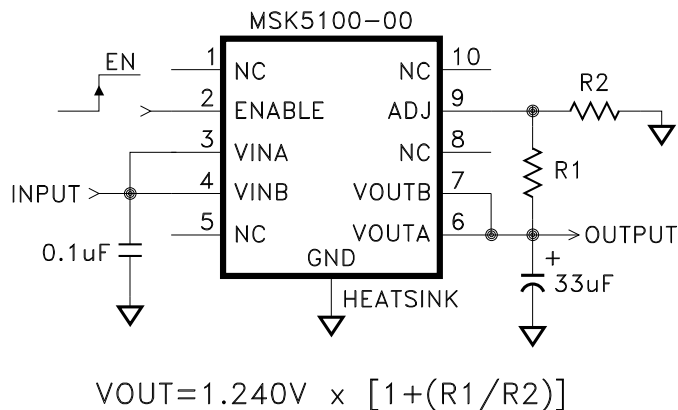 MSK5100-00
EN
1 NC
NC 10
2 ENABLE
ADJ 9
R2
3 VINA
NC 8
R1
INPUT
4 VINB
VOUTB 7
5 NC
VOUTA 6
OUTPUT
0.1uF
GND
+
33uF
HEATSINK
VOUT=1.240V x [1+(R1/R2)]